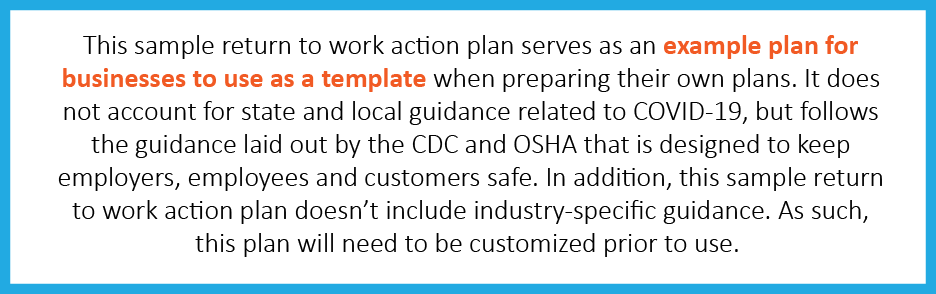 This sample return to work action plan serves as an example plan for
businesses to use as a template when preparing their own plans. It does
not account for state and local guidance related to COVID-19, but follows
the guidance laid out by the CDC and OSHA that is designed to keep
employers, employees and customers safe. In addition, this sample return
to work action plan doesn’t include industry-specific guidance. As such,
this plan will need to be customized prior to use.